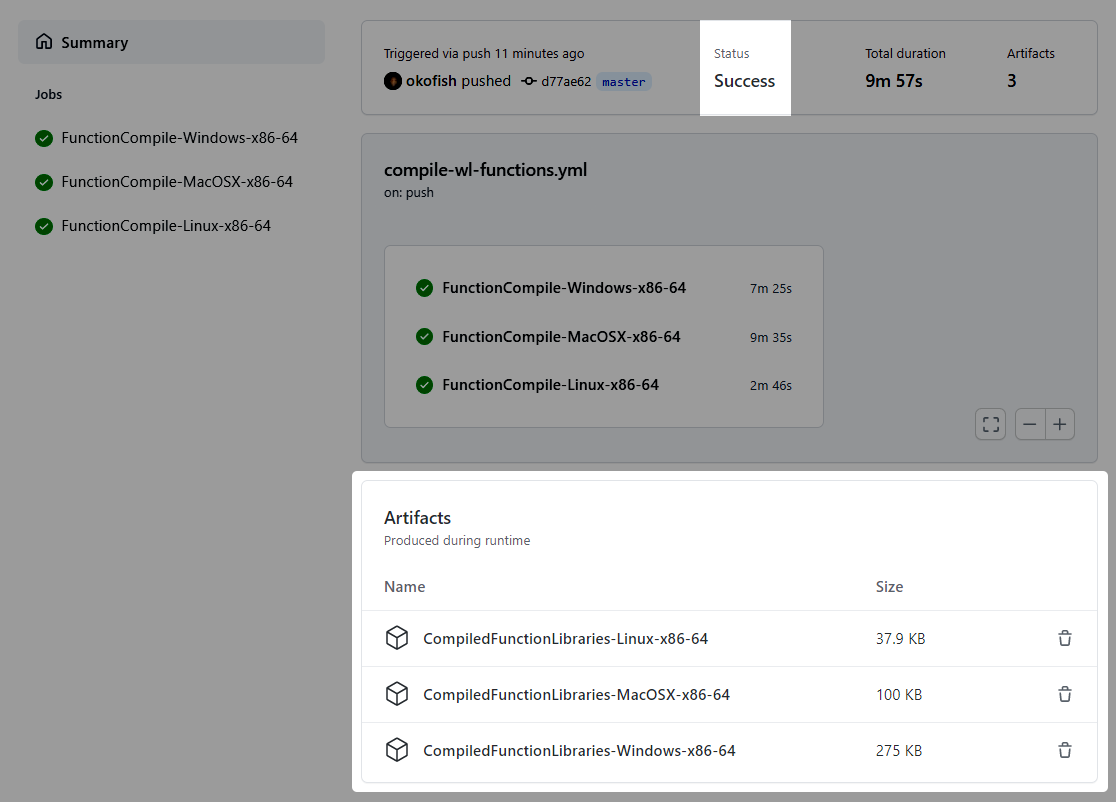 Summary
Jobs
FunctionCompile-Windows-x86-64
FunctionCompile-MacOSX-x86-64
FunctionCompile-Linux-x86-64
Triggered via push 11 minutes ago
okofish pushed d77ae62 master
Status
Success
Total duration
9m 57s
Artifacts
3
compile-wl-functions.yml
on: push
FunctionCompile-Windows-x86-64 7m 25s
FunctionCompile-MacOSX-x86-64 9m 35s
FunctionCompile-Linux-x86-64 2m 46s
Artifacts
Produced during runtime
Name Size
CompiledFunctionLibraries-Linux-x86-64 37.9 KB
CompiledFunctionLibraries-MacOSX-x86-64 100 KB
CompiledFunctionLibraries-Windows-x86-64 275 KB